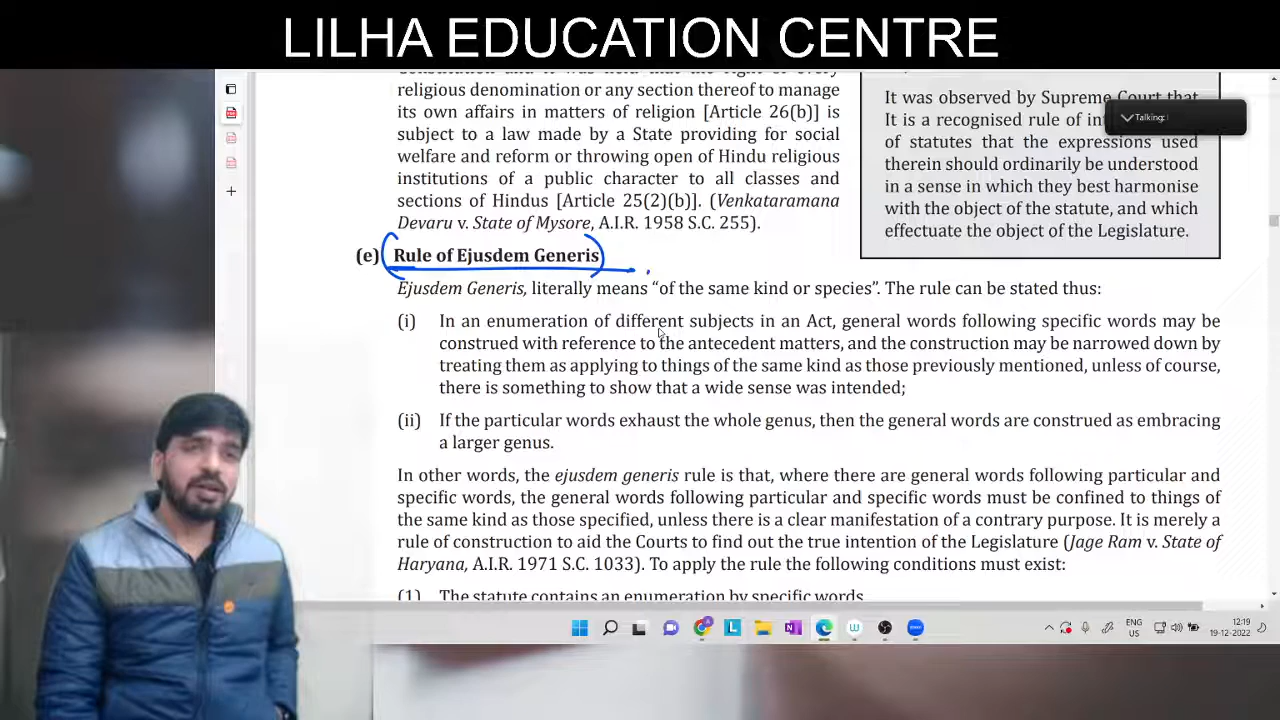 LILHA EDUCATION CENTRE
religious denomination or any section thereof to manage
its own affairs in matters of religion [Article 26(b)] is
subject to a law made by a State providing for social
welfare and reform or throwing open of Hindu religious
institutions of a public character to all classes and
sections of Hindus [Article 25(2)(b)]. (Venkataramana
Devaru v. State of Mysore, A.I.R. 1958 S.C. 255).
It was observed by Supreme Court that
It is a recognised rule of
of statutes that the expressions used
therein should ordinarily be understood
in a sense in which they best harmonise
with the object of the statute, and which
effectuate the object of the Legislature.
Talking:
(e) Rule of Ejusdem Generis
Ejusdem Generis, literally means “of the same kind or species”. The rule can be stated thus:
(i) In an enumeration of different subjects in an Act, general words following specific words may be
construed with reference to the antecedent matters, and the construction may be narrowed down by
treating them as applying to things of the same kind as those previously mentioned, unless of course,
there is something to show that a wide sense was intended;
(ii) If the particular words exhaust the whole genus, then the general words are construed as embracing
a larger genus.
In other words, the ejusdem generis rule is that, where there are general words following particular and
specific words, the general words following particular and specific words must be confined to things of
the same kind as those specified, unless there is a clear manifestation of a contrary purpose. It is merely a
rule of construction to aid the Courts to find out the true intention of the Legislature (Jage Ram v. State of
Haryana, A.I.R. 1971 S.C. 1033). To apply the rule the following conditions must exist:
(1) The statute contains an enumeration by specific words
ENG
US
12:19
19-12-2022